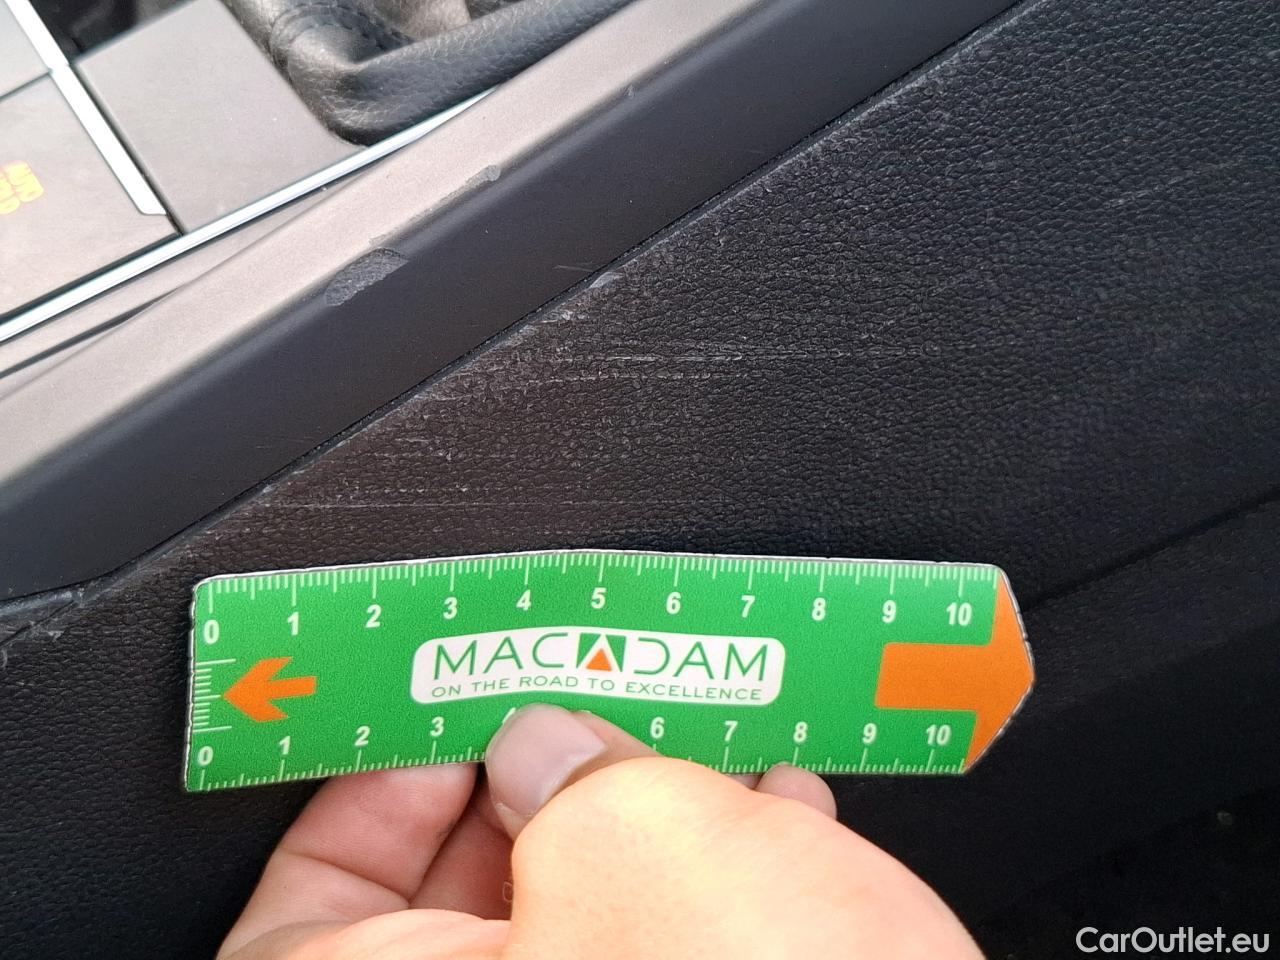 0 1 2 3 4 5 6 7 8 9 10
MACADAM
ON THE ROAD TO EXCELLENCE
0 1 2 3 6 7 8 9 10
CarOutlet.eu